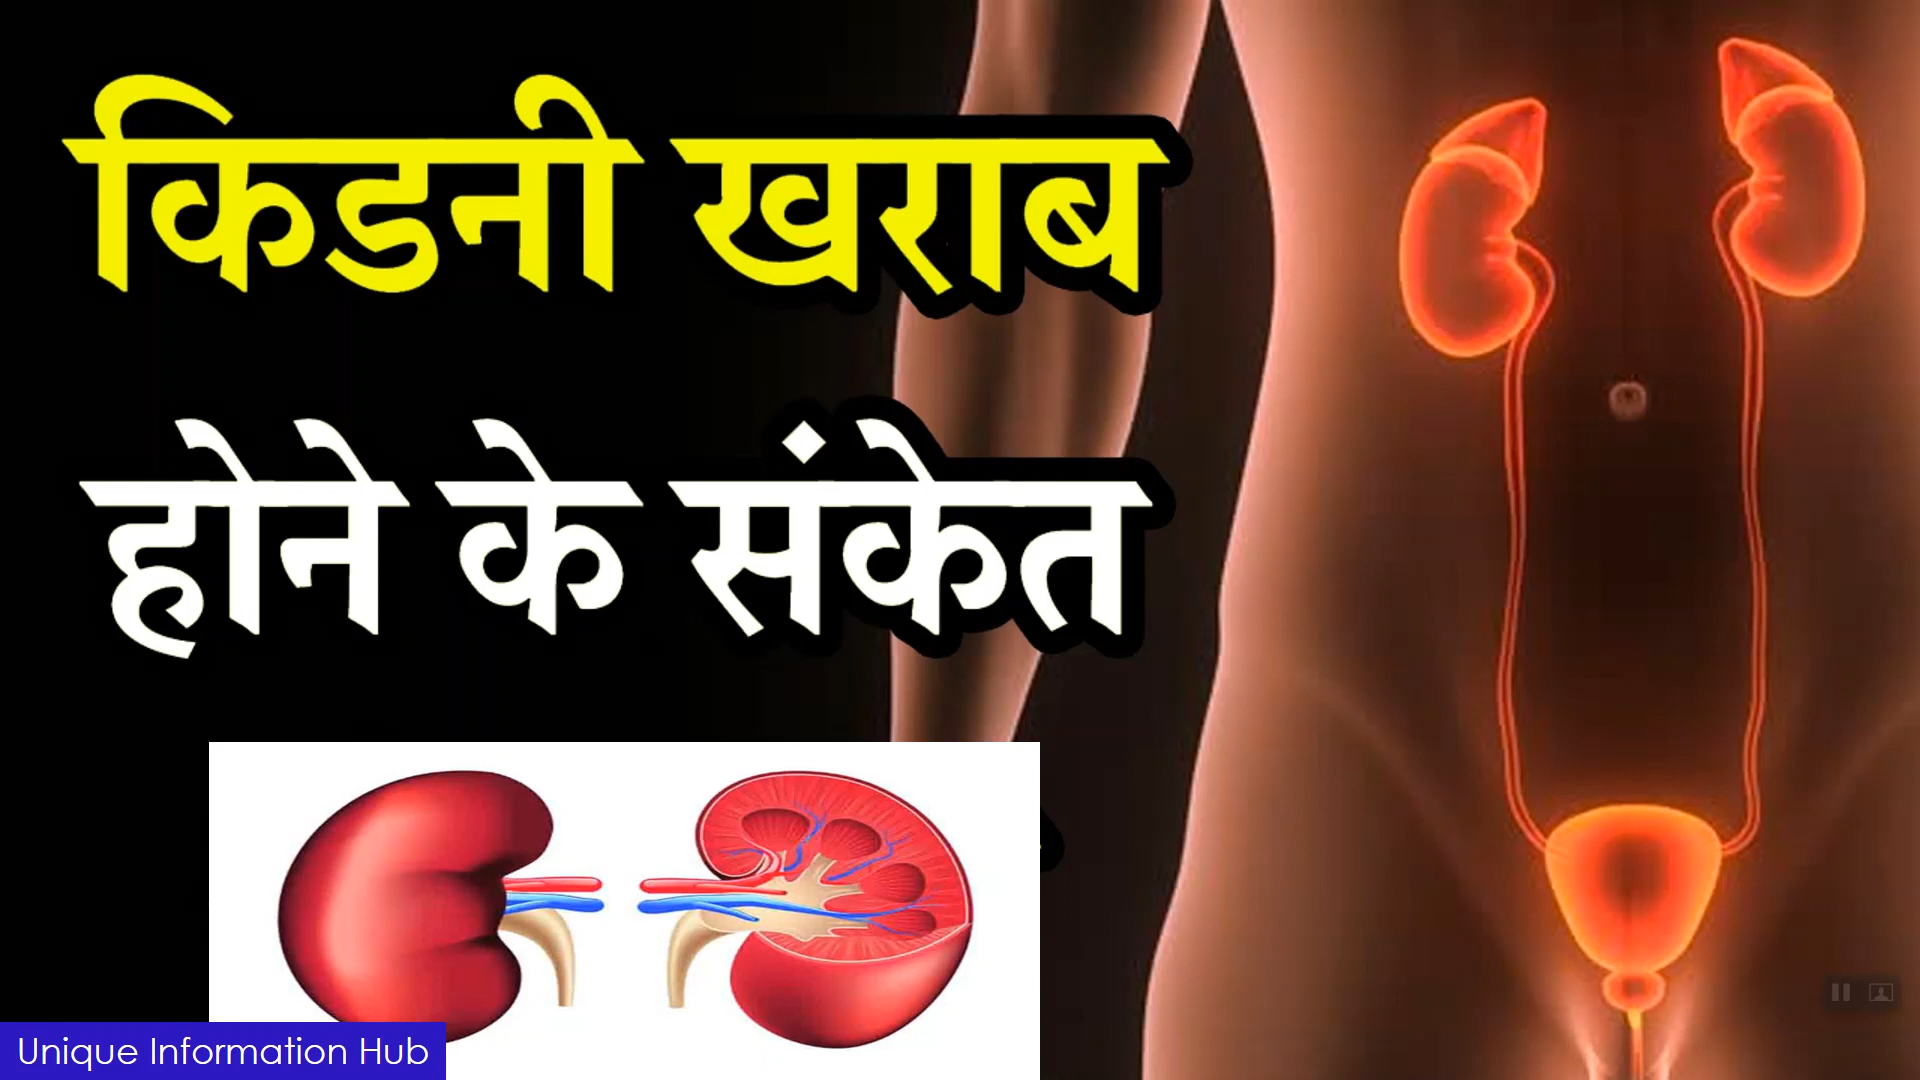 किडनी खराब
होने के संकेत
Unique Information Hub